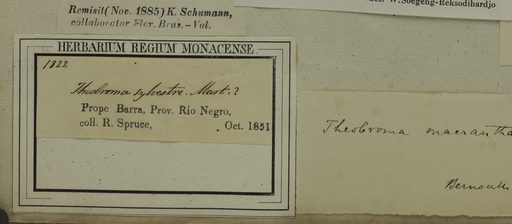 Remisit (Nov. 1885) K. Schumann,
collaborator Flor. Bras. — Vol.
det. W. Soegeng-Reksodihardjo
HERBARIUM REGIUM MONACENSE.
1822
Theobroma sylvestre. Mart. ?
Prope Barra, Prov. Rio Negro,
coll. R. Spruce, . Oct. 1851
Theobroma macrantha
Bernoulli